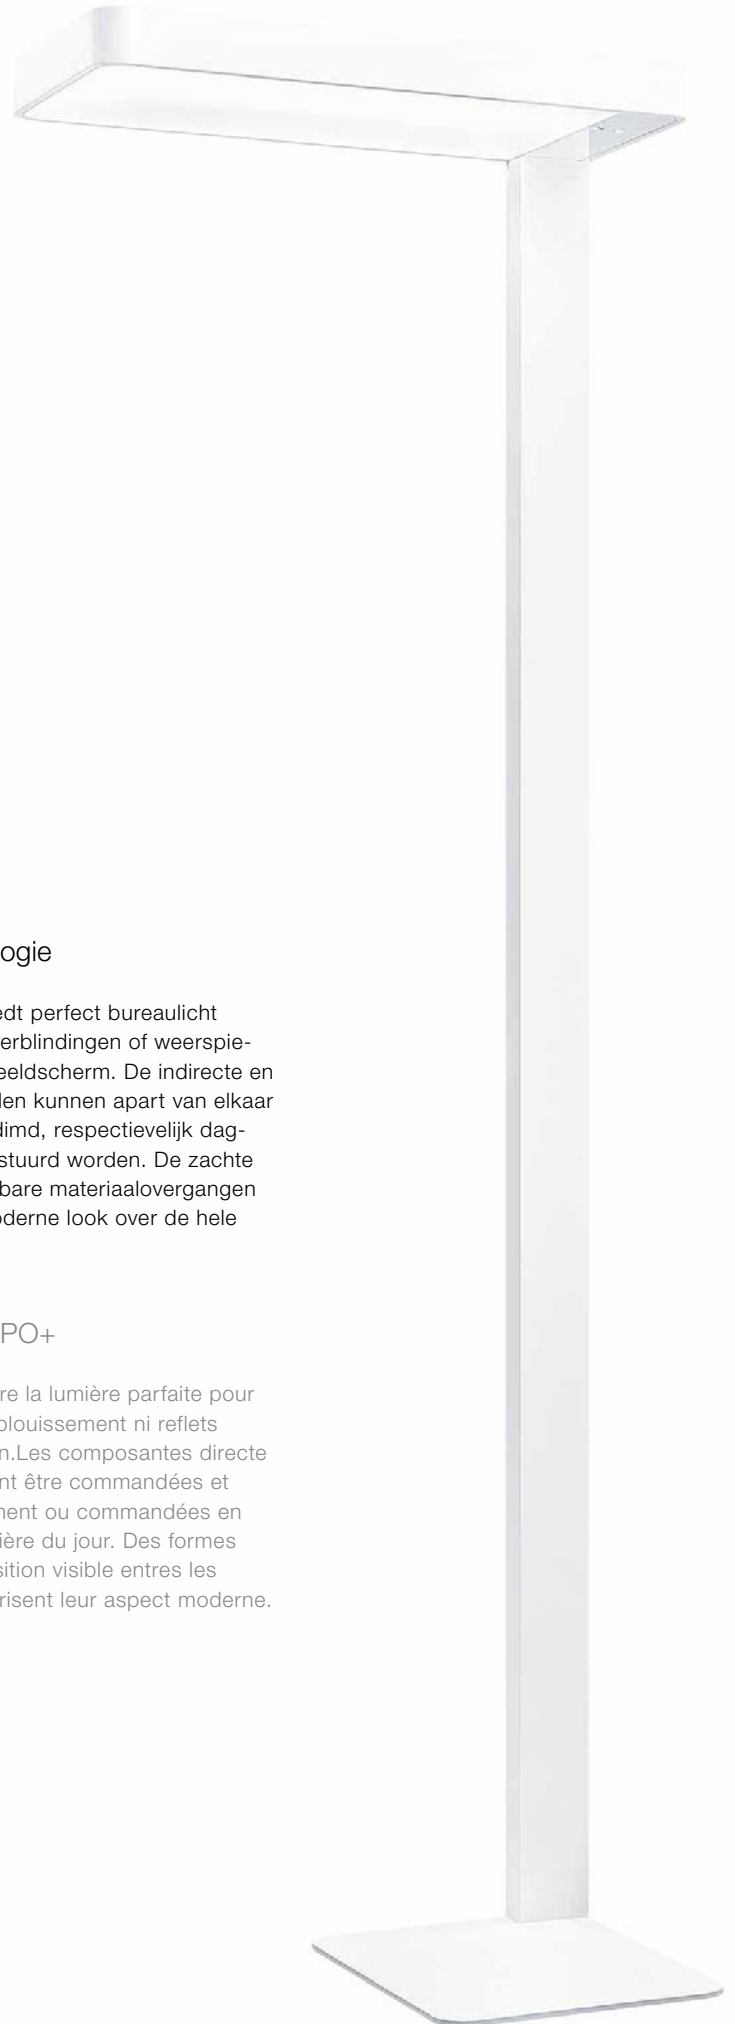 ogie
edt perfect bureaulicht
erblindingen of weerspie-
eeldscherm. De indirecte en
den kunnen apart van elkaar
dimd, respectievelijk dag-
stuurd worden. De zachte
bare materiaalovergangen
oderne look over de hele
PO+
re la lumière parfaite pour
blouissement ni reflets
n.Les composantes directe
nt être commandées et
ment ou commandées en
ière du jour. Des formes
sition visible entres les
risent leur aspect moderne.